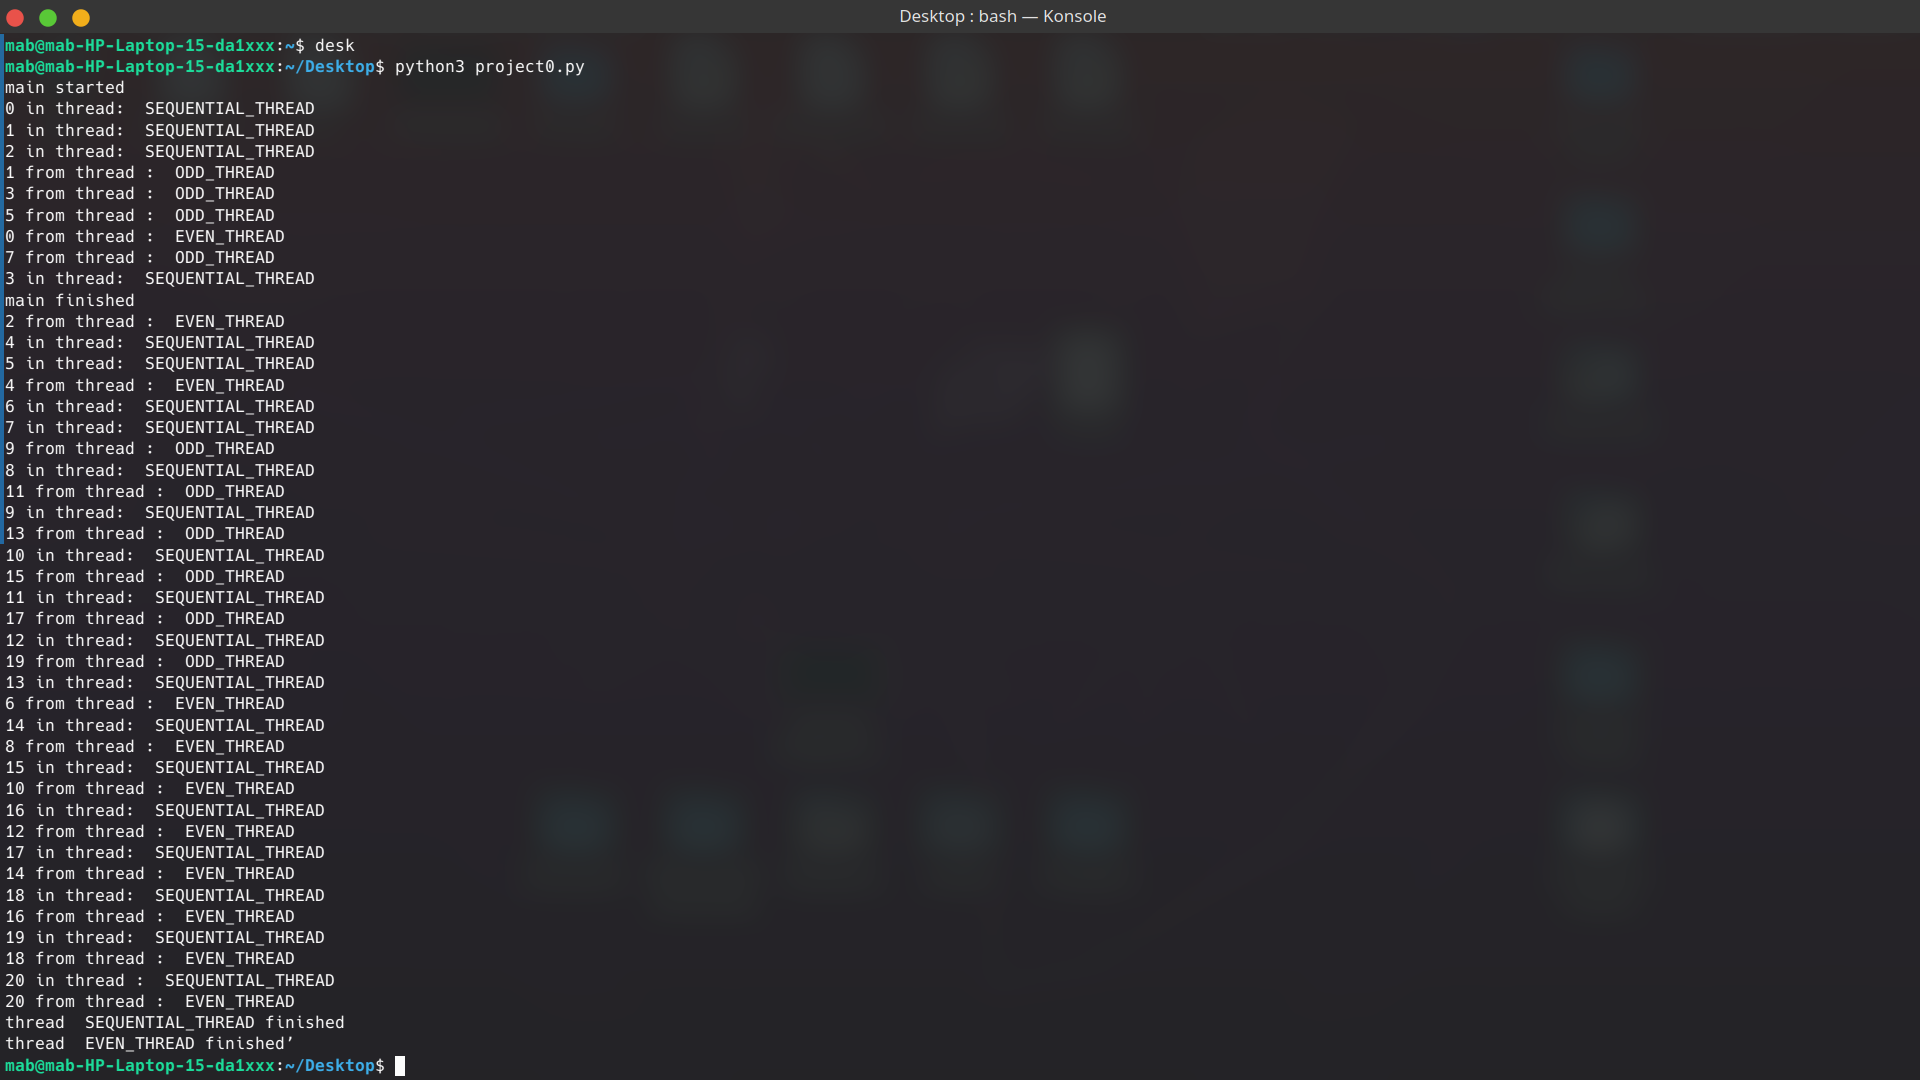 Desktop : bash — Konsole
mab@mab-HP-Laptop-15-da1xxx:~$ desk
mab@mab-HP-Laptop-15-da1xxx:~/Desktop$ python3 project0.py
main started
0 in thread:  SEQUENTIAL_THREAD
1 in thread:  SEQUENTIAL_THREAD
2 in thread:  SEQUENTIAL_THREAD
1 from thread :  ODD_THREAD
3 from thread :  ODD_THREAD
5 from thread :  ODD_THREAD
0 from thread :  EVEN_THREAD
7 from thread :  ODD_THREAD
3 in thread:  SEQUENTIAL_THREAD
main finished
2 from thread :  EVEN_THREAD
4 in thread:  SEQUENTIAL_THREAD
5 in thread:  SEQUENTIAL_THREAD
4 from thread :  EVEN_THREAD
6 in thread:  SEQUENTIAL_THREAD
7 in thread:  SEQUENTIAL_THREAD
9 from thread :  ODD_THREAD
8 in thread:  SEQUENTIAL_THREAD
11 from thread :  ODD_THREAD
9 in thread:  SEQUENTIAL_THREAD
13 from thread :  ODD_THREAD
10 in thread:  SEQUENTIAL_THREAD
15 from thread :  ODD_THREAD
11 in thread:  SEQUENTIAL_THREAD
17 from thread :  ODD_THREAD
12 in thread:  SEQUENTIAL_THREAD
19 from thread :  ODD_THREAD
13 in thread:  SEQUENTIAL_THREAD
6 from thread :  EVEN_THREAD
14 in thread:  SEQUENTIAL_THREAD
8 from thread :  EVEN_THREAD
15 in thread:  SEQUENTIAL_THREAD
10 from thread :  EVEN_THREAD
16 in thread:  SEQUENTIAL_THREAD
12 from thread :  EVEN_THREAD
17 in thread:  SEQUENTIAL_THREAD
14 from thread :  EVEN_THREAD
18 in thread:  SEQUENTIAL_THREAD
16 from thread :  EVEN_THREAD
19 in thread:  SEQUENTIAL_THREAD
18 from thread :  EVEN_THREAD
20 in thread :  SEQUENTIAL_THREAD
20 from thread :  EVEN_THREAD
thread  SEQUENTIAL_THREAD finished
thread  EVEN_THREAD finished’
mab@mab-HP-Laptop-15-da1xxx:~/Desktop$